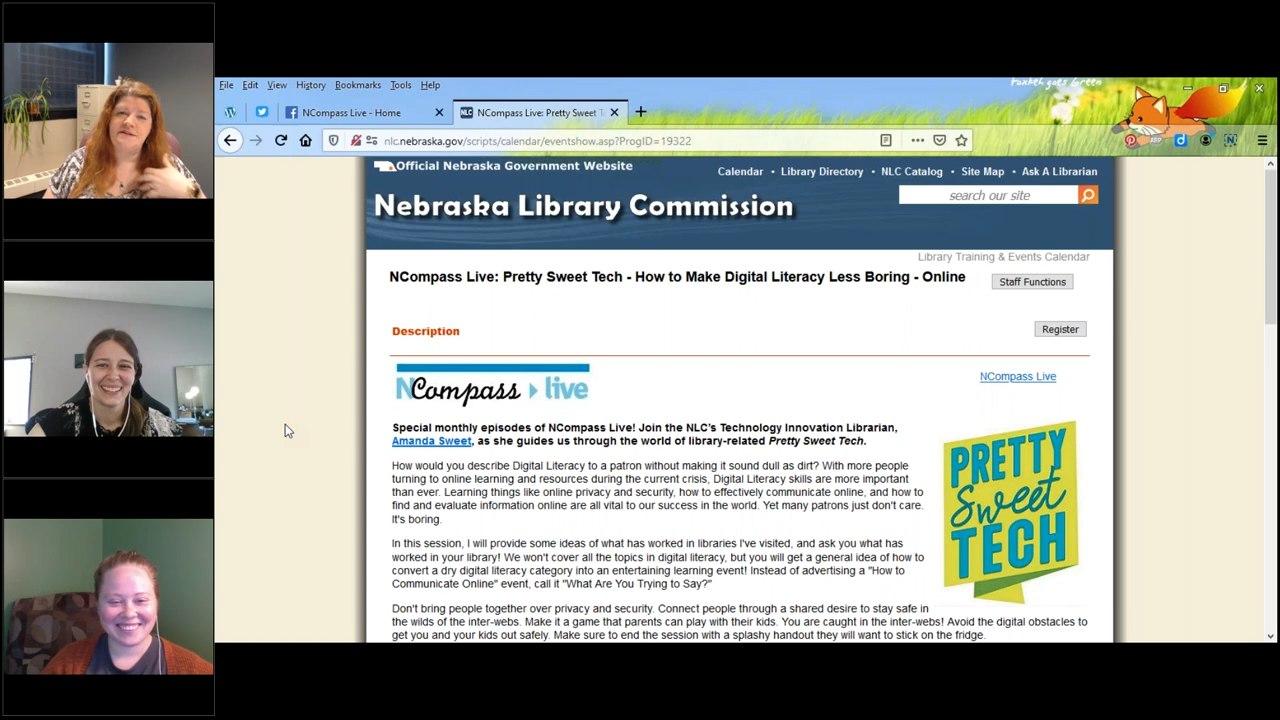 Foxkeh goes Green
File Edit View History Bookmarks Tools Help
NCompass Live - Home
NLC NCompass Live: Pretty Sweet T
nlc.nebraska.gov/scripts/calendar/eventshow.asp?ProgID=19322
Official Nebraska Government Website
Calendar • Library Directory • NLC Catalog • Site Map • Ask A Librarian
Nebraska Library Commission
search our site
Library Training & Events Calendar
NCompass Live: Pretty Sweet Tech - How to Make Digital Literacy Less Boring - Online
Staff Functions
Description
Register
NCompass live
NCompass Live
Special monthly episodes of NCompass Live! Join the NLC's Technology Innovation Librarian,
Amanda Sweet, as she guides us through the world of library-related Pretty Sweet Tech.
PRETTY
Sweet
TECH
How would you describe Digital Literacy to a patron without making it sound dull as dirt? With more people
turning to online learning and resources during the current crisis, Digital Literacy skills are more important
than ever. Learning things like online privacy and security, how to effectively communicate online, and how to
find and evaluate information online are all vital to our success in the world. Yet many patrons just don't care.
It's boring.
In this session, I will provide some ideas of what has worked in libraries I've visited, and ask you what has
worked in your library! We won't cover all the topics in digital literacy, but you will get a general idea of how to
convert a dry digital literacy category into an entertaining learning event! Instead of advertising a "How to
Communicate Online" event, call it "What Are You Trying to Say?"
Don't bring people together over privacy and security. Connect people through a shared desire to stay safe in
the wilds of the inter-webs. Make it a game that parents can play with their kids. You are caught in the inter-webs! Avoid the digital obstacles to
get you and your kids out safely. Make sure to end the session with a splashy handout they will want to stick on the fridge.